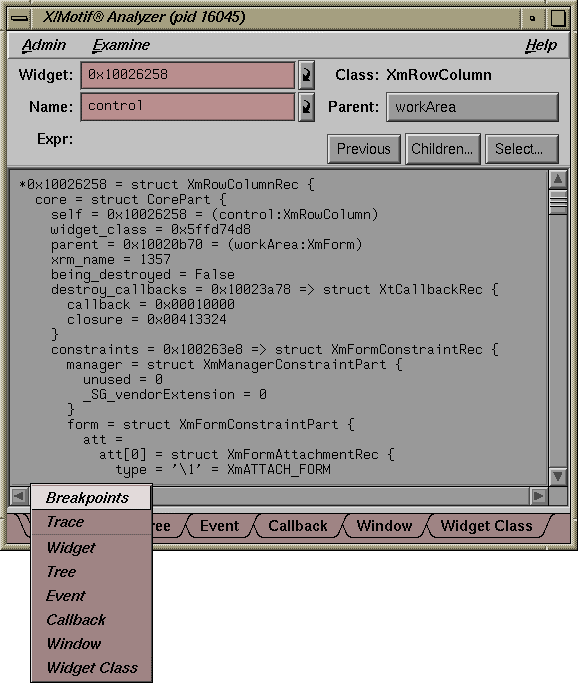 X/Motif® Analyzer (pid 16045)
Admin Examine Help
Widget: 0x10026258 Class: XmRowColumn
Name: control Parent: workArea
Expr:
Previous Children... Select...
*0x10026258 = struct XmRowColumnRec {
core = struct CorePart {
self = 0x10026258 = (control:XmRowColumn)
widget_class = 0x5ffd74d8
parent = 0x10020b70 = (workArea:XmForm)
xrm_name = 1357
being_destroyed = False
destroy_callbacks = 0x10023a78 => struct XtCallbackRec {
callback = 0x00010000
closure = 0x00413324
}
constraints = 0x100263e8 => struct XmFormConstraintRec {
manager = struct XmManagerConstraintPart {
unused = 0
_SG_vendorExtension = 0
}
form = struct XmFormConstraintPart {
att =
att[0] = struct XmFormAttachmentRec {
type = '\1' = XmATTACH_FORM
ree Event Callback Window Widget Class
Breakpoints
Trace
Widget
Tree
Event
Callback
Window
Widget Class